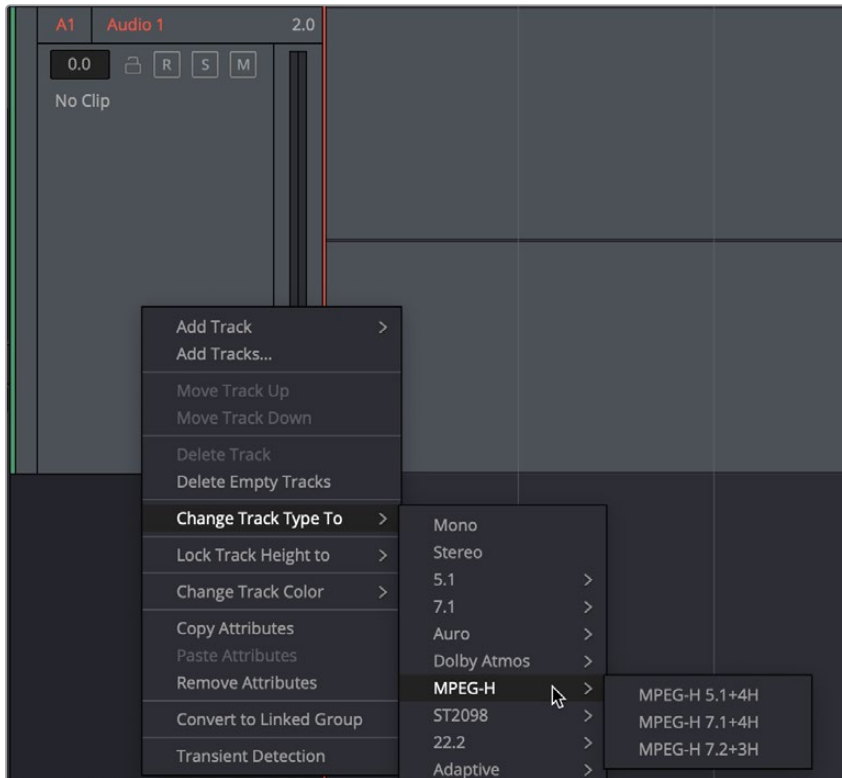 A1 Audio 1 2.0
0.0 R S M
No Clip
Add Track
Add Tracks...
Move Track Up
Move Track Down
Delete Track
Delete Empty Tracks
Change Track Type To
Lock Track Height to
Change Track Color
Copy Attributes
Paste Attributes
Remove Attributes
Convert to Linked Group
Transient Detection
Mono
Stereo
5.1
7.1
Auro
Dolby Atmos
MPEG-H
ST2098
22.2
Adaptive
MPEG-H 5.1+4H
MPEG-H 7.1+4H
MPEG-H 7.2+3H